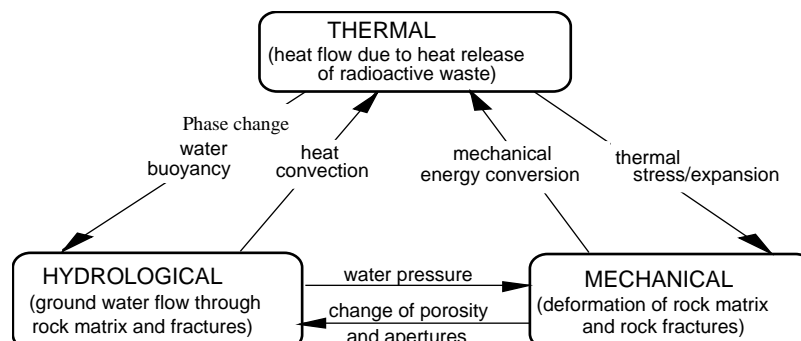 THERMAL
(heat flow due to heat release
of radioactive waste)
Phase change
water
buoyancy
heat
convection
mechanical
energy conversion
thermal
stress/expansion
HYDROLOGICAL
(ground water flow through
rock matrix and fractures)
water pressure
change of porosity
and apertures
MECHANICAL
(deformation of rock matrix
and rock fractures)